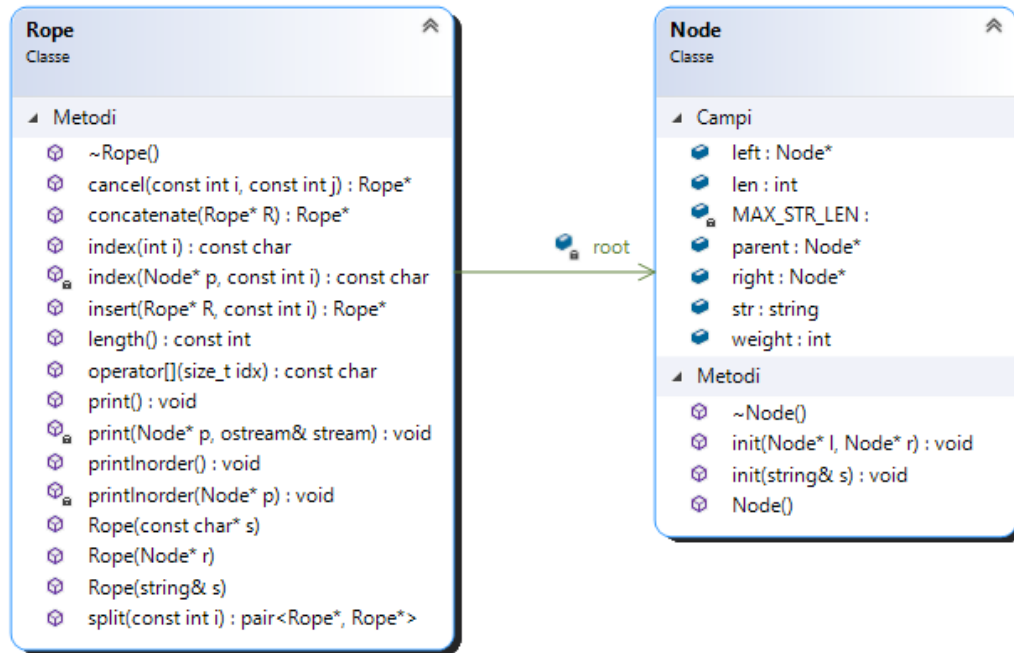 Rope
Classe
Metodi
~Rope()
cancel(const int i, const int j) : Rope*
concatenate(Rope* R) : Rope*
index(int i) : const char
index(Node* p, const int i) : const char
insert(Rope* R, const int i) : Rope*
length() : const int
operator[](size_t idx) : const char
print() : void
print(Node* p, ostream& stream) : void
printInorder() : void
printInorder(Node* p) : void
Rope(const char* s)
Rope(Node* r)
Rope(string& s)
split(const int i) : pair<Rope*, Rope*>
root
Node
Classe
Campi
left : Node*
len : int
MAX_STR_LEN :
parent : Node*
right : Node*
str : string
weight : int
Metodi
~Node()
init(Node* l, Node* r) : void
init(string& s) : void
Node()